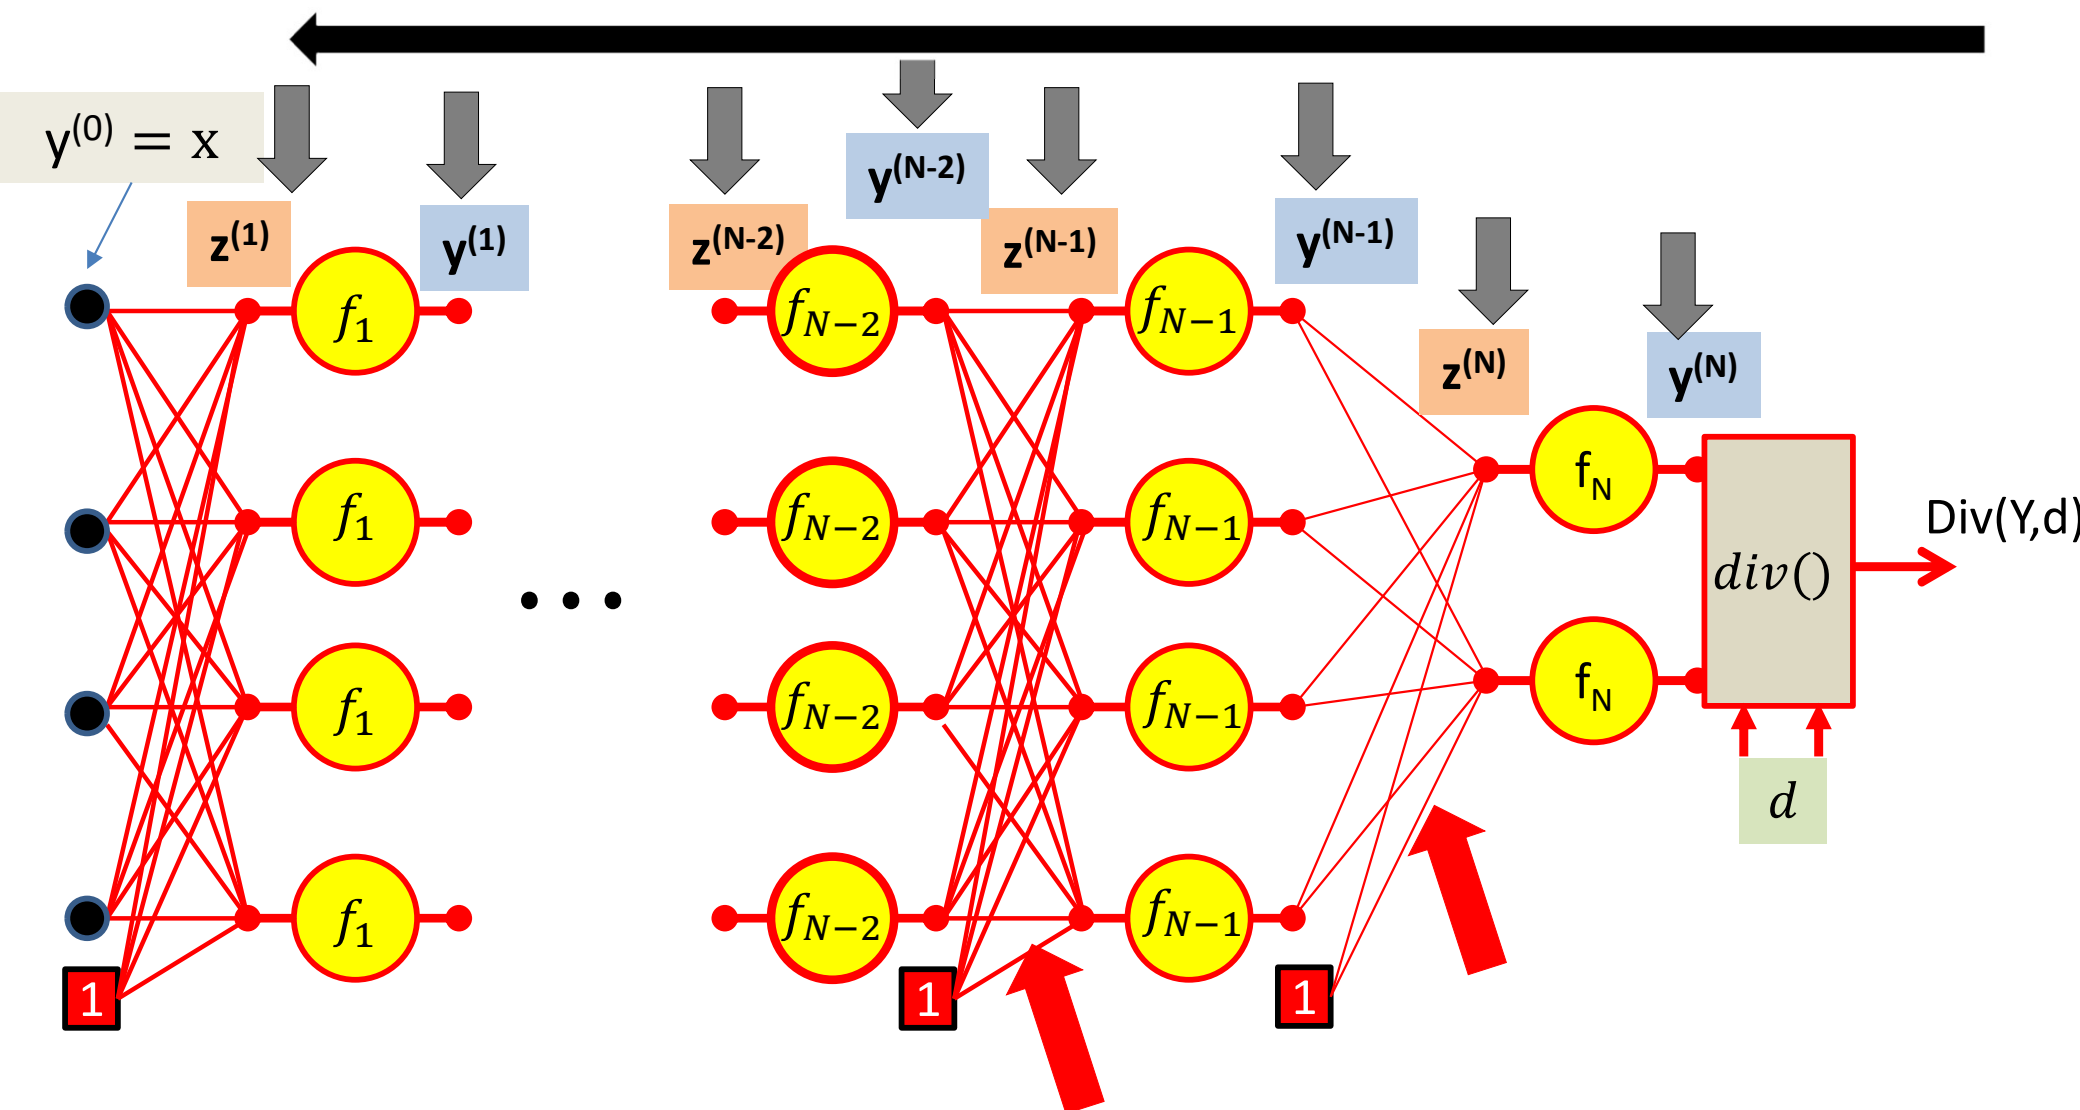 y(0) = x
z(1)
y(1)
z(N-2)
y(N-2)
z(N-1)
y(N-1)
z(N)
y(N)
f1 fN−2 fN−1
fN
f1 fN−2 fN−1
Div(Y,d)
div()
• • •
fN
f1 fN−2 fN−1
d
f1 fN−2 fN−1
1 1 1